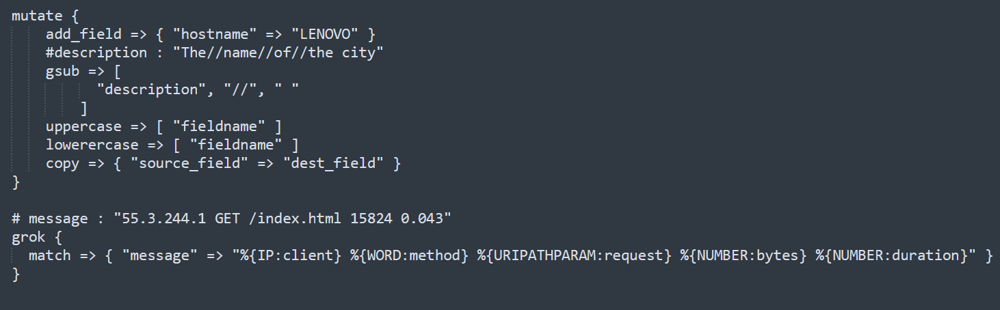 mutate {
add_field => { "hostname" => "LENOVO" }
#description : "The//name//of//the city"
gsub => [
"description", "//", " "
]
uppercase => [ "fieldname" ]
lowerercase => [ "fieldname" ]
copy => { "source_field" => "dest_field" }
}
# message : "55.3.244.1 GET /index.html 15824 0.043"
grok {
match => { "message" => "%{IP:client} %{WORD:method} %{URIPATHPARAM:request} %{NUMBER:bytes} %{NUMBER:duration}" }
}